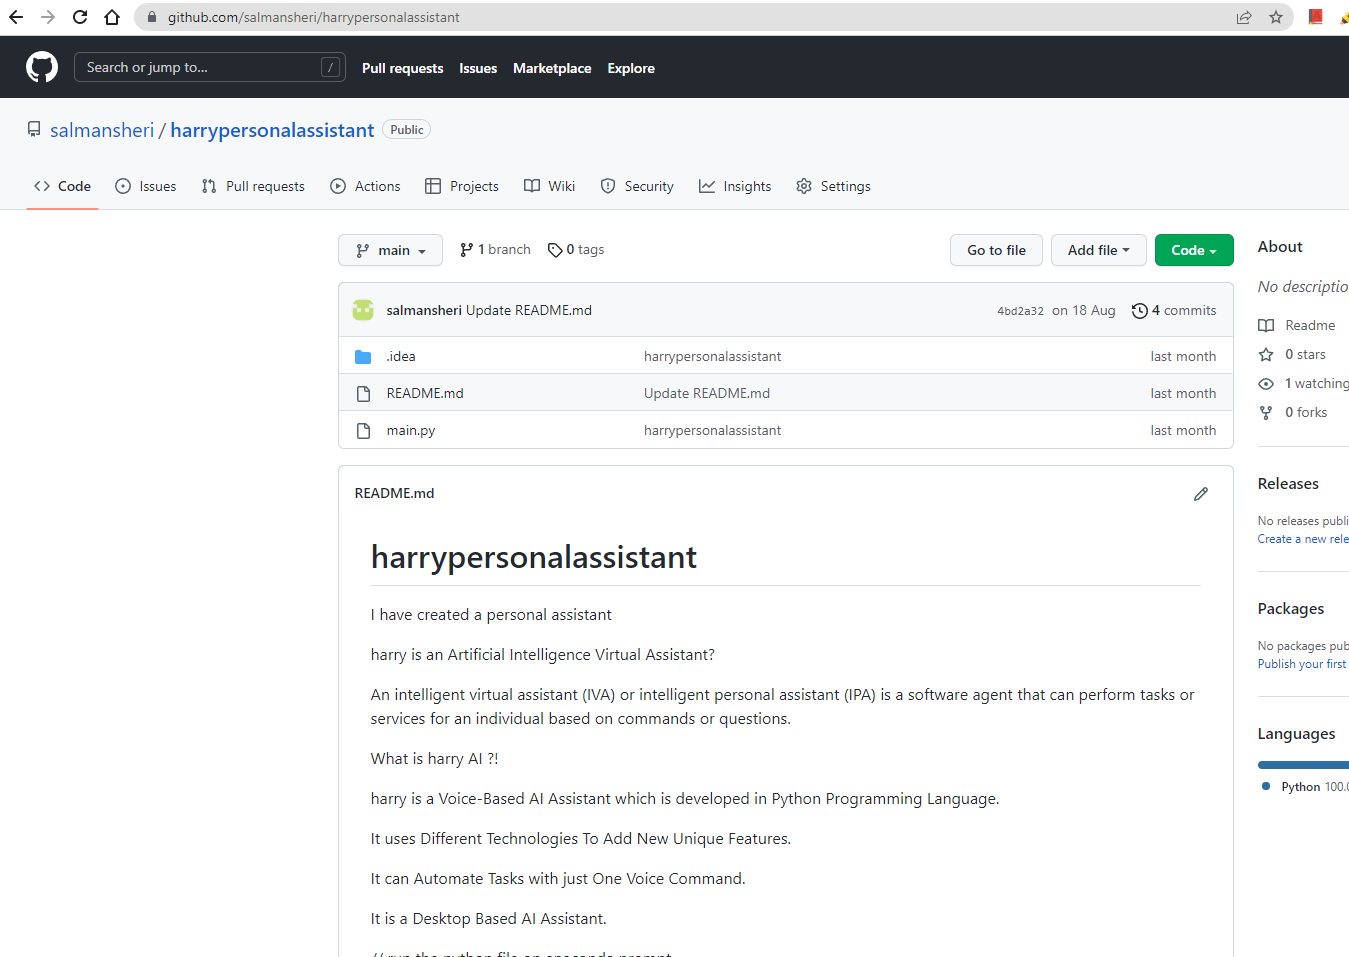 github.com/salmansheri/harrypersonalassistant
Search or jump to... /
Pull requests Issues Marketplace Explore
salmansheri / harrypersonalassistant Public
Code Issues Pull requests Actions Projects Wiki Security Insights Settings
main 1 branch 0 tags Go to file Add file Code
salmansheri Update README.md 4bd2a32 on 18 Aug 4 commits
.idea harrypersonalassistant last month
README.md Update README.md last month
main.py harrypersonalassistant last month
README.md
harrypersonalassistant
I have created a personal assistant
harry is an Artificial Intelligence Virtual Assistant?
An intelligent virtual assistant (IVA) or intelligent personal assistant (IPA) is a software agent that can perform tasks or
services for an individual based on commands or questions.
What is harry AI ?!
harry is a Voice-Based AI Assistant which is developed in Python Programming Language.
It uses Different Technologies To Add New Unique Features.
It can Automate Tasks with just One Voice Command.
It is a Desktop Based AI Assistant.
About
No
Readme
0 stars
1 watching
0 forks
Releases
No releases
Create a new
Packages
No packages
Publish your first
Languages
Python